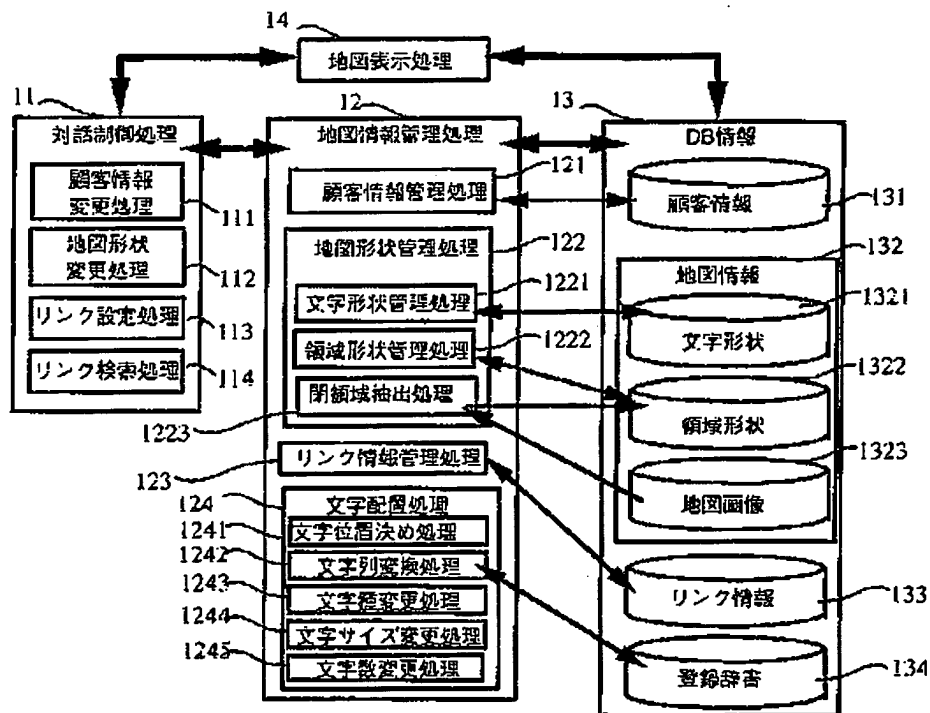 14
地図表示処理
11
対話制御処理
顧客情報
変更処理
111
地図形状
変更処理
112
リンク設定処理
113
リンク検索処理
114
12
地図情報管理処理
121
顧客情報管理処理
122
地図形状管理処理
1221
文字形状管理処理
1222
領域形状管理処理
閉領域抽出処理
1223
リンク情報管理処理
123
124
文字配置処理
1241
文字位置決め処理
1242
文字列変換処理
1243
文字種変更処理
1244
文字サイズ変更処理
1245
文字数変更処理
13
DB情報
顧客情報
131
132
地図情報
1321
文字形状
1322
領域形状
1323
地図画像
リンク情報
133
登録辞書
134